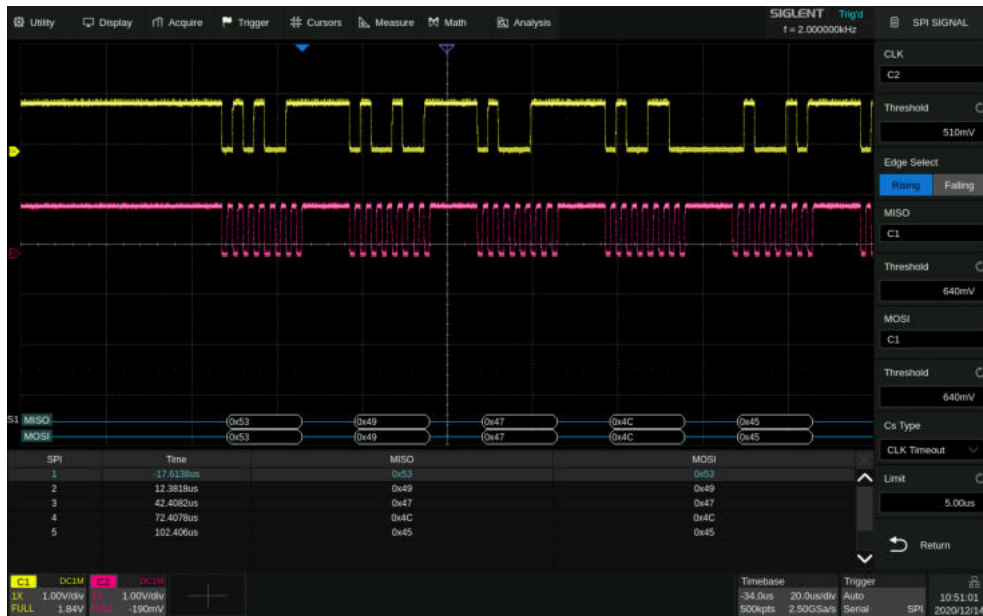 Utility Display Acquire Trigger Cursors Measure Math Analysis
SIGLENT Trig'd
f = 2.000000kHz
SPI SIGNAL
CLK
C2
Threshold
510mV
Edge Select
Rising Falling
MISO
C1
Threshold
640mV
MOSI
C1
Threshold
640mV
Cs Type
CLK Timeout
Limit
5.00us
Return
S1 MISO 0x53 0x49 0x47 0x4C 0x45
MOSI 0x53 0x49 0x47 0x4C 0x45
SPI Time MISO MOSI
1 -17.6138us 0x53 0x53
2 12.3818us 0x49 0x49
3 42.4082us 0x47 0x47
4 72.4078us 0x4C 0x4C
5 102.406us 0x45 0x45
C1 DC1M C2 DC1M
1X 1.00V/div 1X 1.00V/div
FULL 1.84V FULL -190mV
Timebase Trigger
-34.0us 20.0us/div Auto
500kpts 2.50GSa/s Serial SPI
10:51:01
2020/12/14